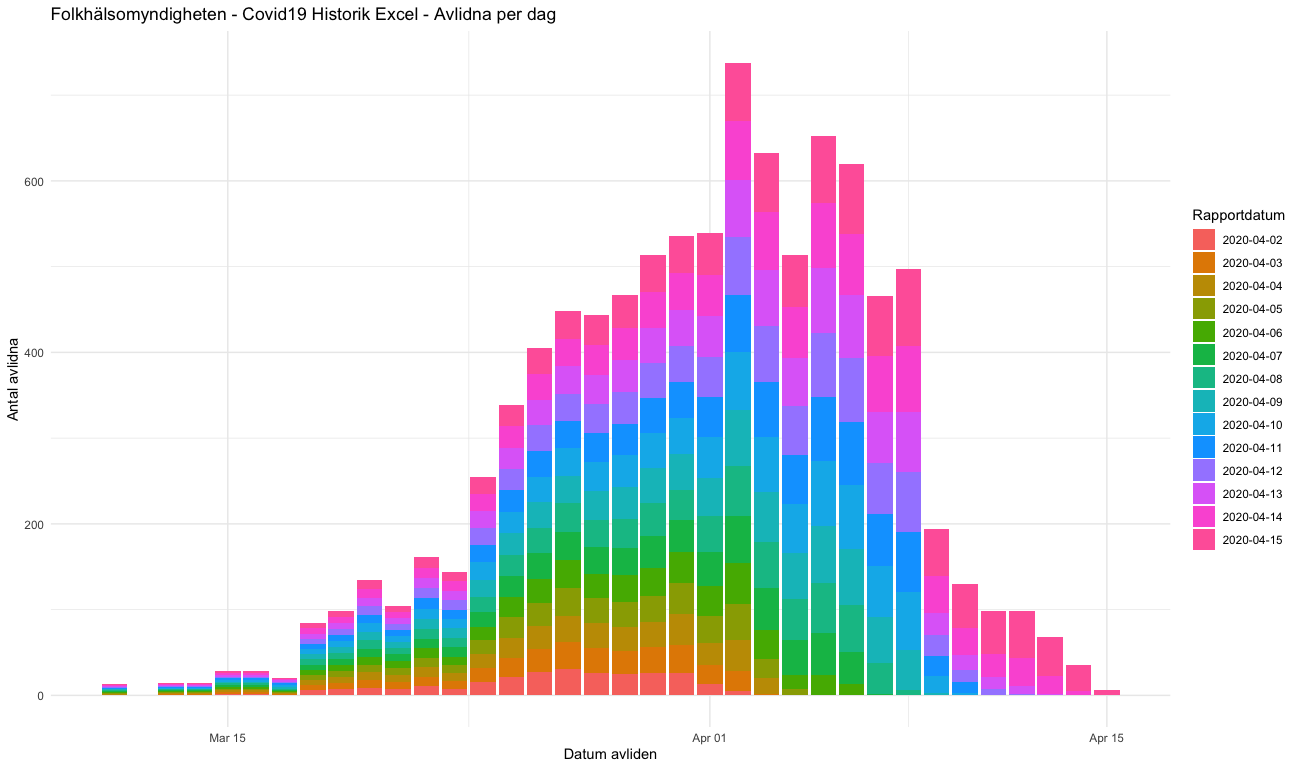 Folkhälsomyndigheten - Covid19 Historik Excel - Avlidna per dag
Antal avlidna
600
400
200
0
Mar 15
Apr 01
Apr 15
Datum avliden
Rapportdatum
2020-04-02
2020-04-03
2020-04-04
2020-04-05
2020-04-06
2020-04-07
2020-04-08
2020-04-09
2020-04-10
2020-04-11
2020-04-12
2020-04-13
2020-04-14
2020-04-15